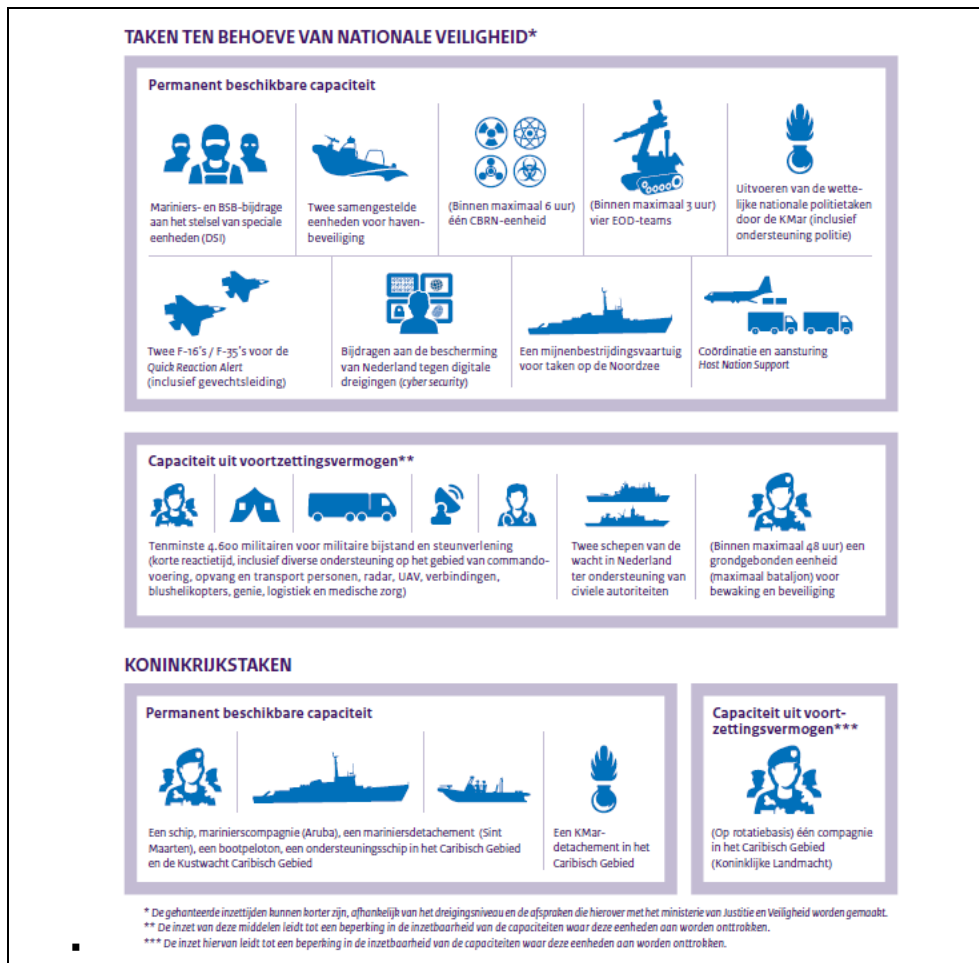 TAKEN TEN BEHOEVE VAN NATIONALE VEILIGHEID*
Permanent beschikbare capaciteit
Mariniers- en BSB-bijdrage
aan het stelsel van speciale
eenheden (DSI)
Twee samengestelde
eenheden voor haven-
beveiliging
(Binnen maximaal 6 uur)
één CBRN-eenheid
(Binnen maximaal 3 uur)
vier EOD-teams
Uitvoeren van de wette-
lijke nationale politietaken
door de KMar (inclusief
ondersteuning politie)
Twee F-16's / F-35's voor de
Quick Reaction Alert
(inclusief gevechtsleiding)
Bijdragen aan de bescherming
van Nederland tegen digitale
dreigingen (cyber security)
Een mijnenbestrijdingsvaartuig
voor taken op de Noordzee
Coördinatie en aansturing
Host Nation Support
Capaciteit uit voortzettingsvermogen**
Tenminste 4.600 militairen voor militaire bijstand en steunverlening
(korte reactietijd, inclusief diverse ondersteuning op het gebied van commando-
voering, opvang en transport personen, radar, UAV, verbindingen,
blushelikopters, genie, logistiek en medische zorg)
Twee schepen van de
wacht in Nederland
ter ondersteuning van
civiele autoriteiten
(Binnen maximaal 48 uur) een
grondgebonden eenheid
(maximaal bataljon) voor
bewaking en beveiliging
KONINKRIJKSTAKEN
Permanent beschikbare capaciteit
Een schip, marinierscompagnie (Aruba), een mariniersdetachement (Sint
Maarten), een bootpeloton, een ondersteuningsschip in het Caribisch Gebied
en de Kustwacht Caribisch Gebied
Een KMar-
detachement in het
Caribisch Gebied
Capaciteit uit voort-
zettingsvermogen***
(Op rotatiebasis) één compagnie
in het Caribisch Gebied
(Koninklijke Landmacht)
* De gehanteerde inzettijden kunnen korter zijn, afhankelijk van het dreigingsniveau en de afspraken die hierover met het ministerie van Justitie en Veiligheid worden gemaakt.
** De inzet van deze middelen leidt tot een beperking in de inzetbaarheid van de capaciteiten waar deze eenheden aan worden onttrokken.
*** De inzet hiervan leidt tot een beperking in de inzetbaarheid van de capaciteiten waar deze eenheden aan worden onttrokken.